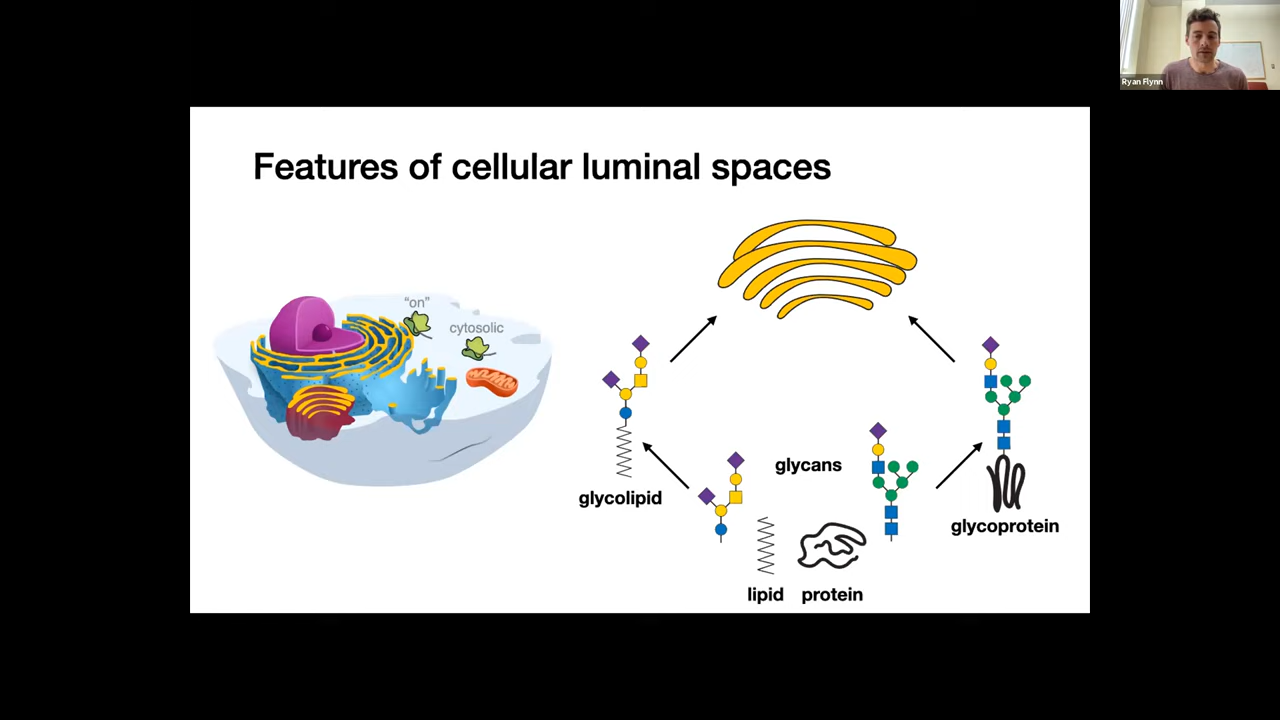 Ryan Flynn
Features of cellular luminal spaces
“on”
cytosolic
glycans
glycolipid
glycoprotein
lipid
protein